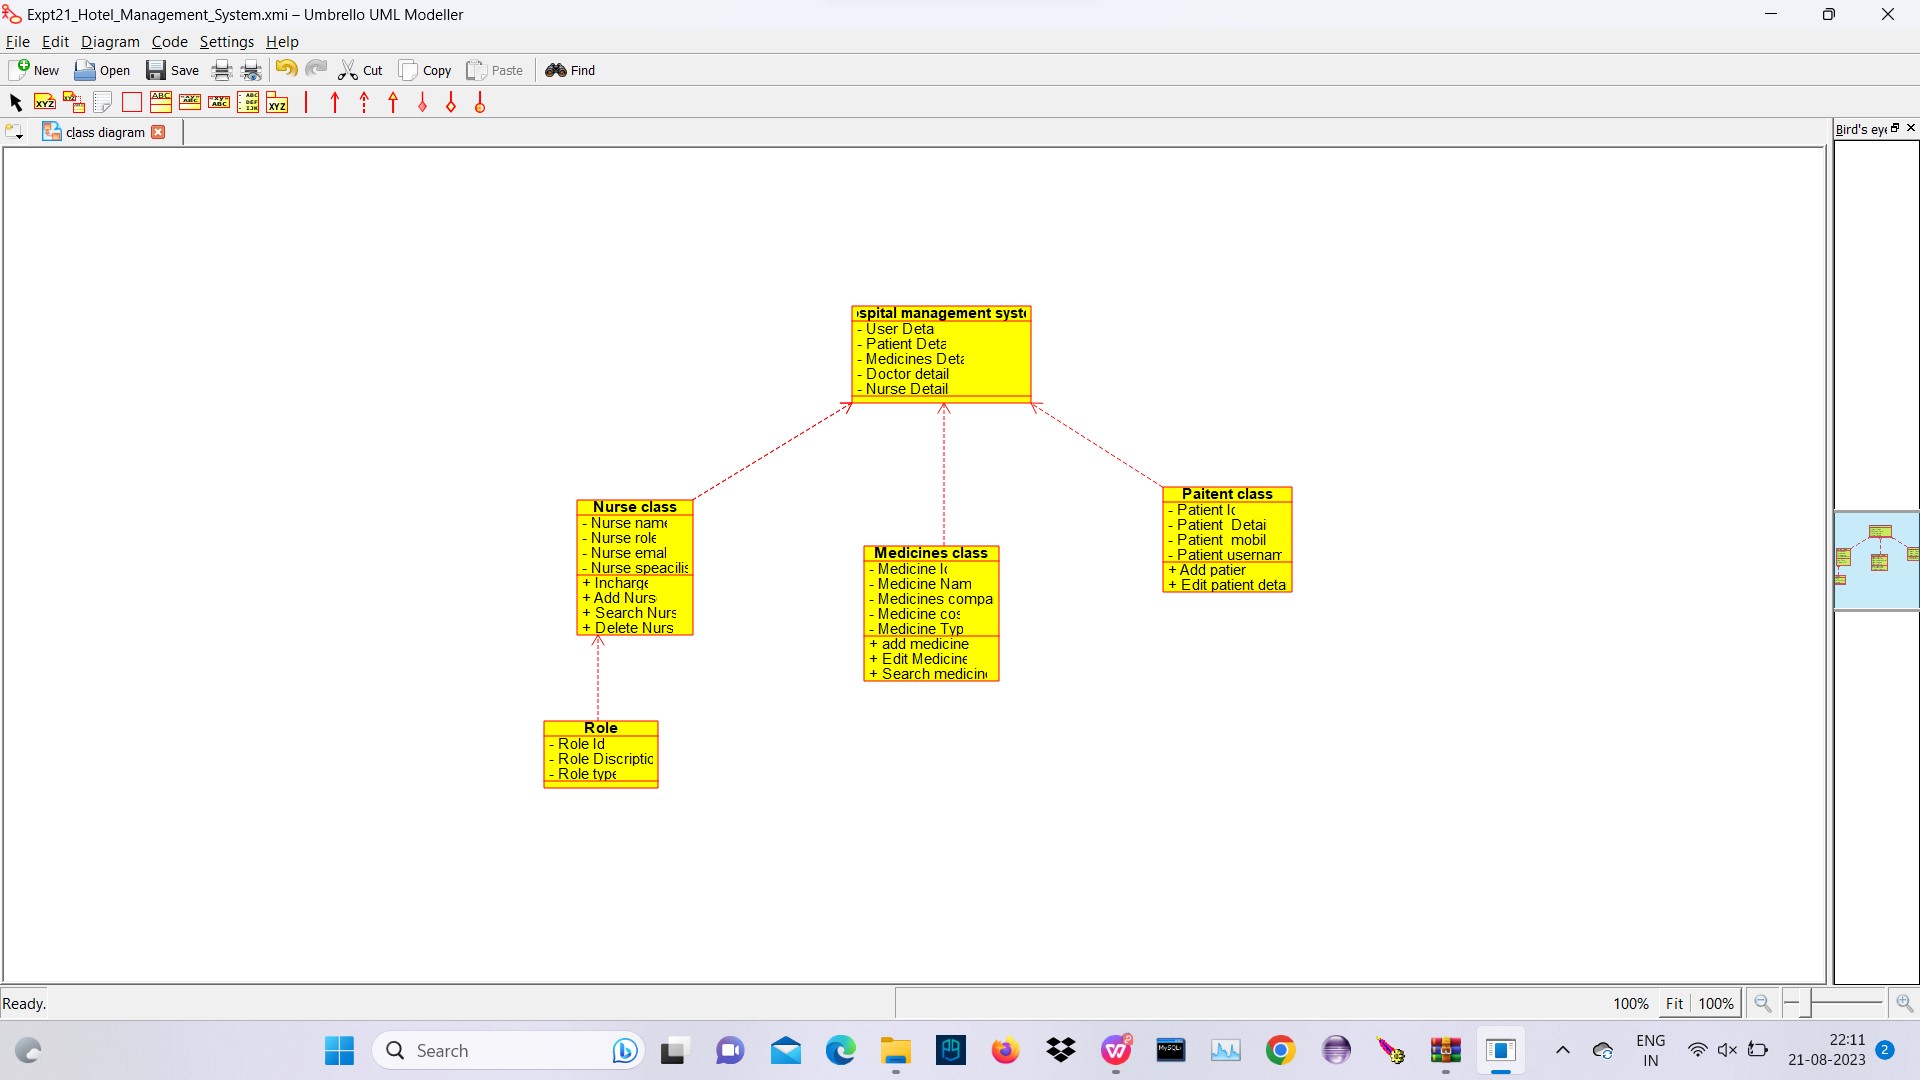 Expt21_Hotel_Management_System.xmi – Umbrello UML Modeller
File Edit Diagram Code Settings Help
New Open Save Cut Copy Paste Find
class diagram
Bird's eye
spital management syst
- User Deta
- Patient Deta
- Medicines Deta
- Doctor detail
- Nurse Detail
Nurse class
- Nurse name
- Nurse role
- Nurse emal
- Nurse speacilis
+ Incharge
+ Add Nurs
+ Search Nurs
+ Delete Nurs
Medicines class
- Medicine Id
- Medicine Nam
- Medicines compa
- Medicine cos
- Medicine Typ
+ add medicine
+ Edit Medicine
+ Search medicin
Paitent class
- Patient Id
- Patient Detai
- Patient mobil
- Patient usernam
+ Add patier
+ Edit patient deta
Role
- Role Id
- Role Discriptio
- Role type
Ready.
100% Fit 100%
Search
ENG
IN
22:11
21-08-2023
2